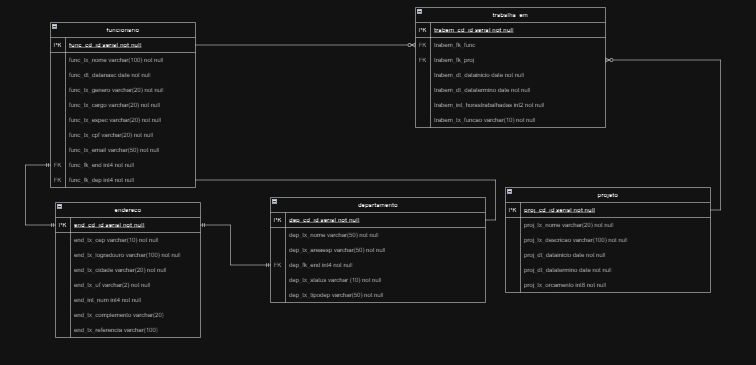 funcionario
PK func_cd_id serial not null
func_tx_nome varchar(100) not null
func_dt_datanasc date not null
func_tx_genero varchar(20) not null
func_tx_cargo varchar(20) not null
func_tx_espec varchar(20) not null
func_tx_cpf varchar(20) not null
func_tx_email varchar(50) not null
FK func_fk_end int4 not null
FK func_fk_dep int4 not null
trabalha_em
PK trabem_cd_id serial not null
FK trabem_fk_func
FK trabem_fk_proj
trabem_dt_datainicio date not null
trabem_dt_datatermino date not null
trabem_int_horastrabalhadas int2 not null
trabem_tx_funcao varchar(10) not null
endereco
PK end_cd_id serial not null
end_tx_cep varchar(10) not null
end_tx_logradouro varchar(100) not null
end_tx_cidade varchar(20) not null
end_tx_uf varchar(2) not null
end_int_num int4 not null
end_tx_complemento varchar(20)
end_tx_referencia varchar(100)
departamento
PK dep_cd_id serial not null
dep_tx_nome varchar(50) not null
dep_tx_areaesp varchar(50) not null
FK dep_fk_end int4 not null
dep_tx_status varchar (10) not null
dep_tx_tipodep varchar(50) not null
projeto
PK proj_cd_id serial not null
proj_tx_nome varchar(20) not null
proj_tx_descricao varchar(100) not null
proj_dt_datainicio date not null
proj_dt_datatermino date not null
proj_tx_orcamento int8 not null